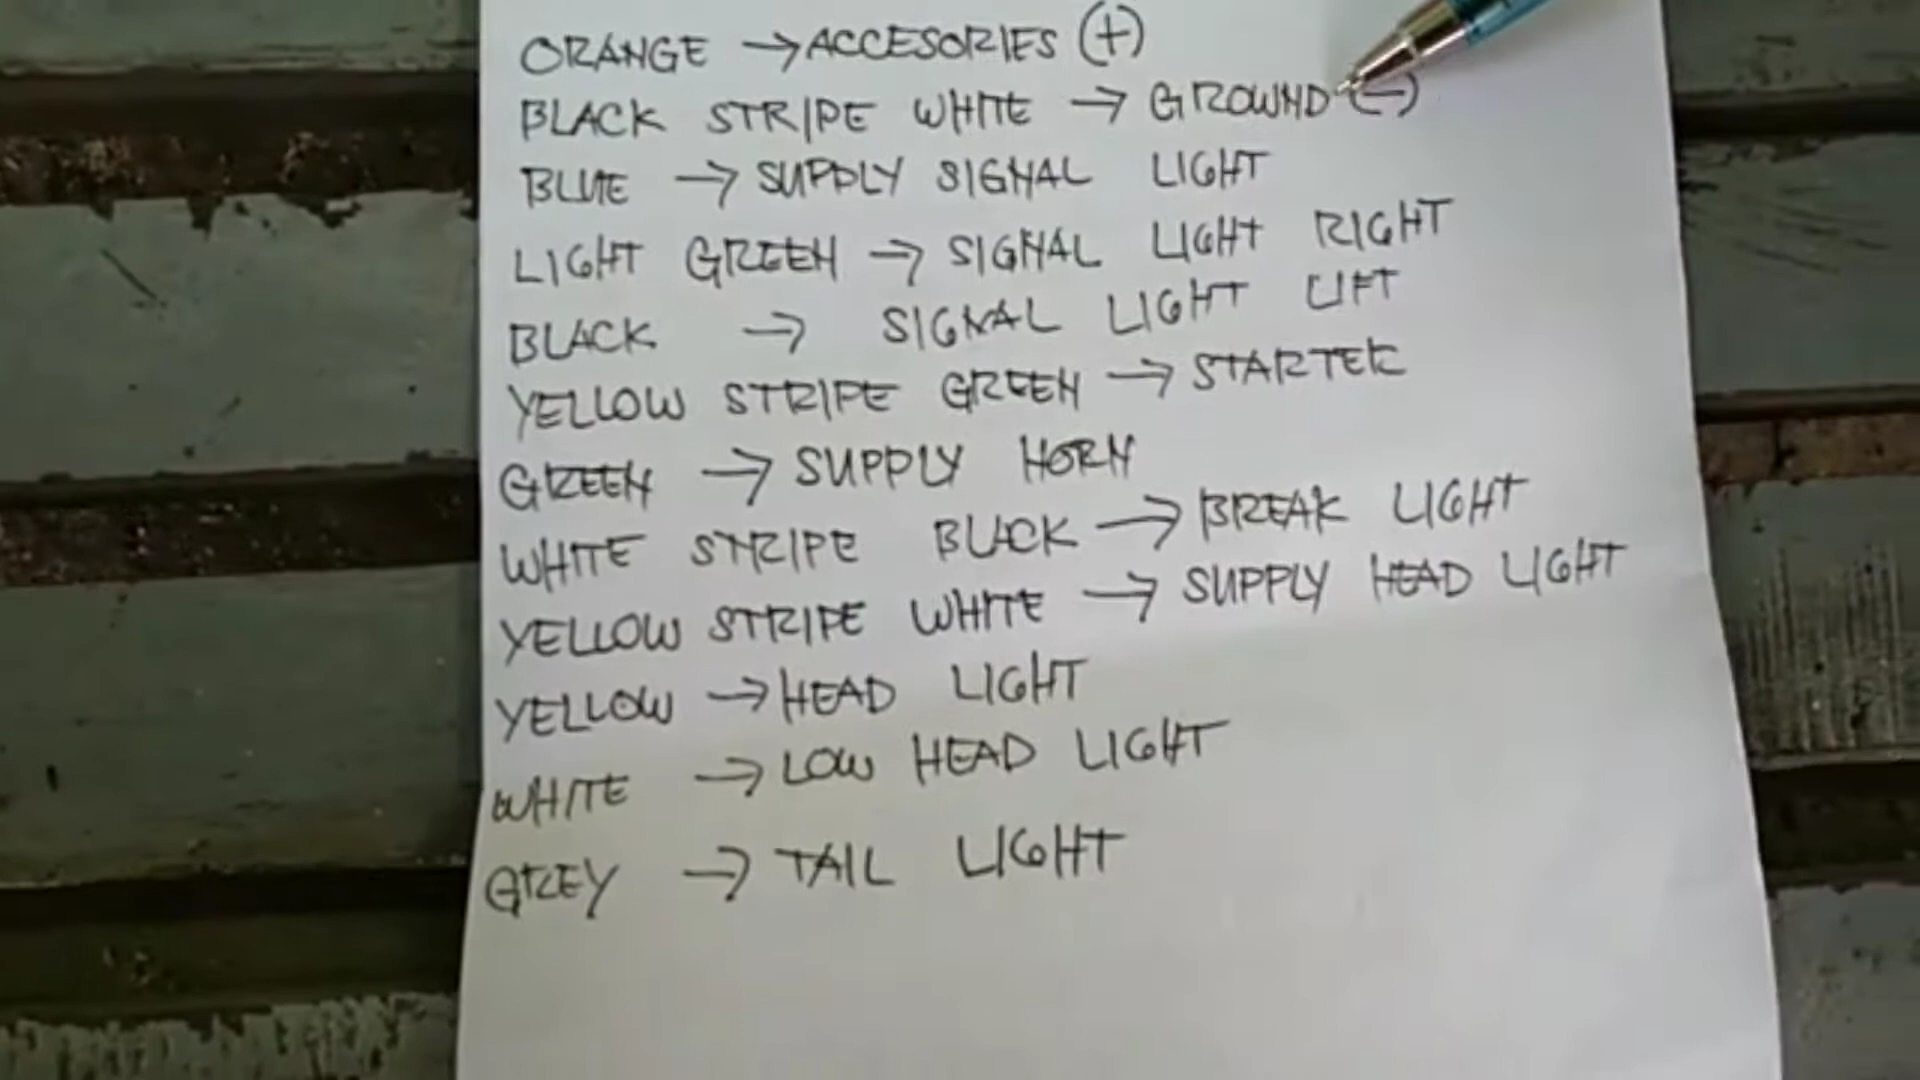 ORANGE → ACCESORIES (+)
BLACK STRIPE WHITE → GROWND (-)
BLUE → SUPPLY SIGNAL LIGHT
LIGHT GREEN → SIGNAL LIGHT RIGHT
BLACK → SIGNAL LIGHT LIFT
YELLOW STRIPE GREEN → STARTER
GREEN → SUPPLY HORN
WHITE STRIPE BLACK → BREAK LIGHT
YELLOW STRIPE WHITE → SUPPLY HEAD LIGHT
YELLOW → HEAD LIGHT
WHITE → LOW HEAD LIGHT
GREY → TAIL LIGHT